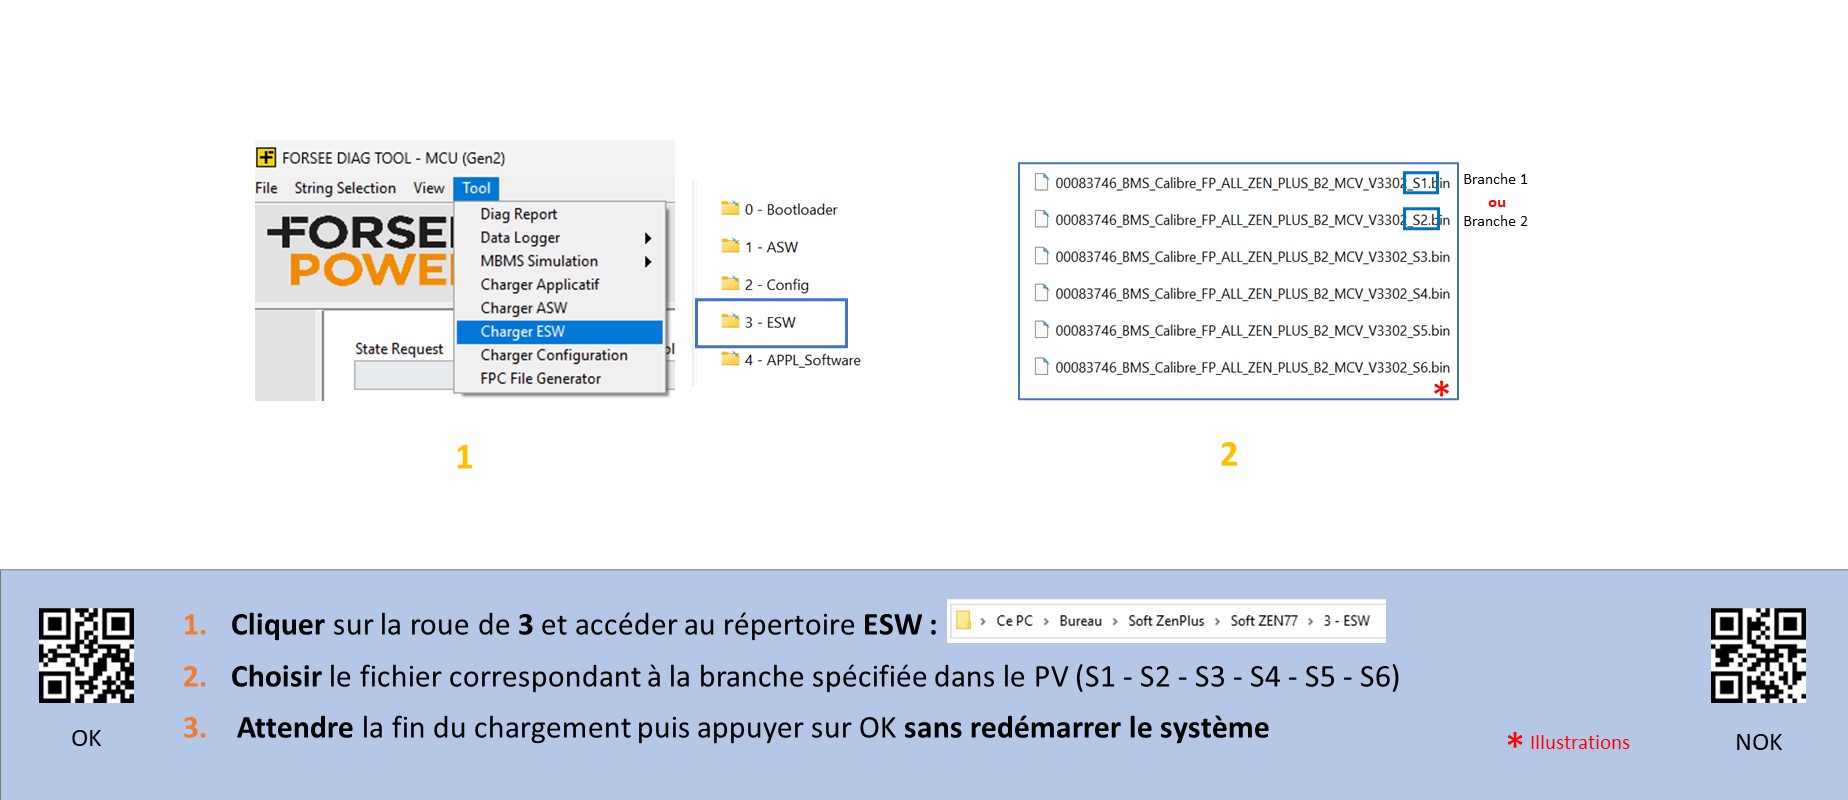 FORSEE DIAG TOOL - MCU (Gen2)
File String Selection View Tool
FORSEE
POWE
Diag Report
Data Logger
MBMS Simulation
Charger Applicatif
Charger ASW
Charger ESW
Charger Configuration
FPC File Generator
State Request
0 - Bootloader
1 - ASW
2 - Config
3 - ESW
4 - APPL_Software
1
00083746_BMS_Calibre_FP_ALL_ZEN_PLUS_B2_MCV_V3302_S1.bin
00083746_BMS_Calibre_FP_ALL_ZEN_PLUS_B2_MCV_V3302_S2.bin
00083746_BMS_Calibre_FP_ALL_ZEN_PLUS_B2_MCV_V3302_S3.bin
00083746_BMS_Calibre_FP_ALL_ZEN_PLUS_B2_MCV_V3302_S4.bin
00083746_BMS_Calibre_FP_ALL_ZEN_PLUS_B2_MCV_V3302_S5.bin
00083746_BMS_Calibre_FP_ALL_ZEN_PLUS_B2_MCV_V3302_S6.bin
*
Branche 1
ou
Branche 2
2
1. Cliquer sur la roue de 3 et accéder au répertoire ESW : > Ce PC > Bureau > Soft ZenPlus > Soft ZEN77 > 3 - ESW
2. Choisir le fichier correspondant à la branche spécifiée dans le PV (S1 - S2 - S3 - S4 - S5 - S6)
3. Attendre la fin du chargement puis appuyer sur OK sans redémarrer le système
OK
* Illustrations
NOK